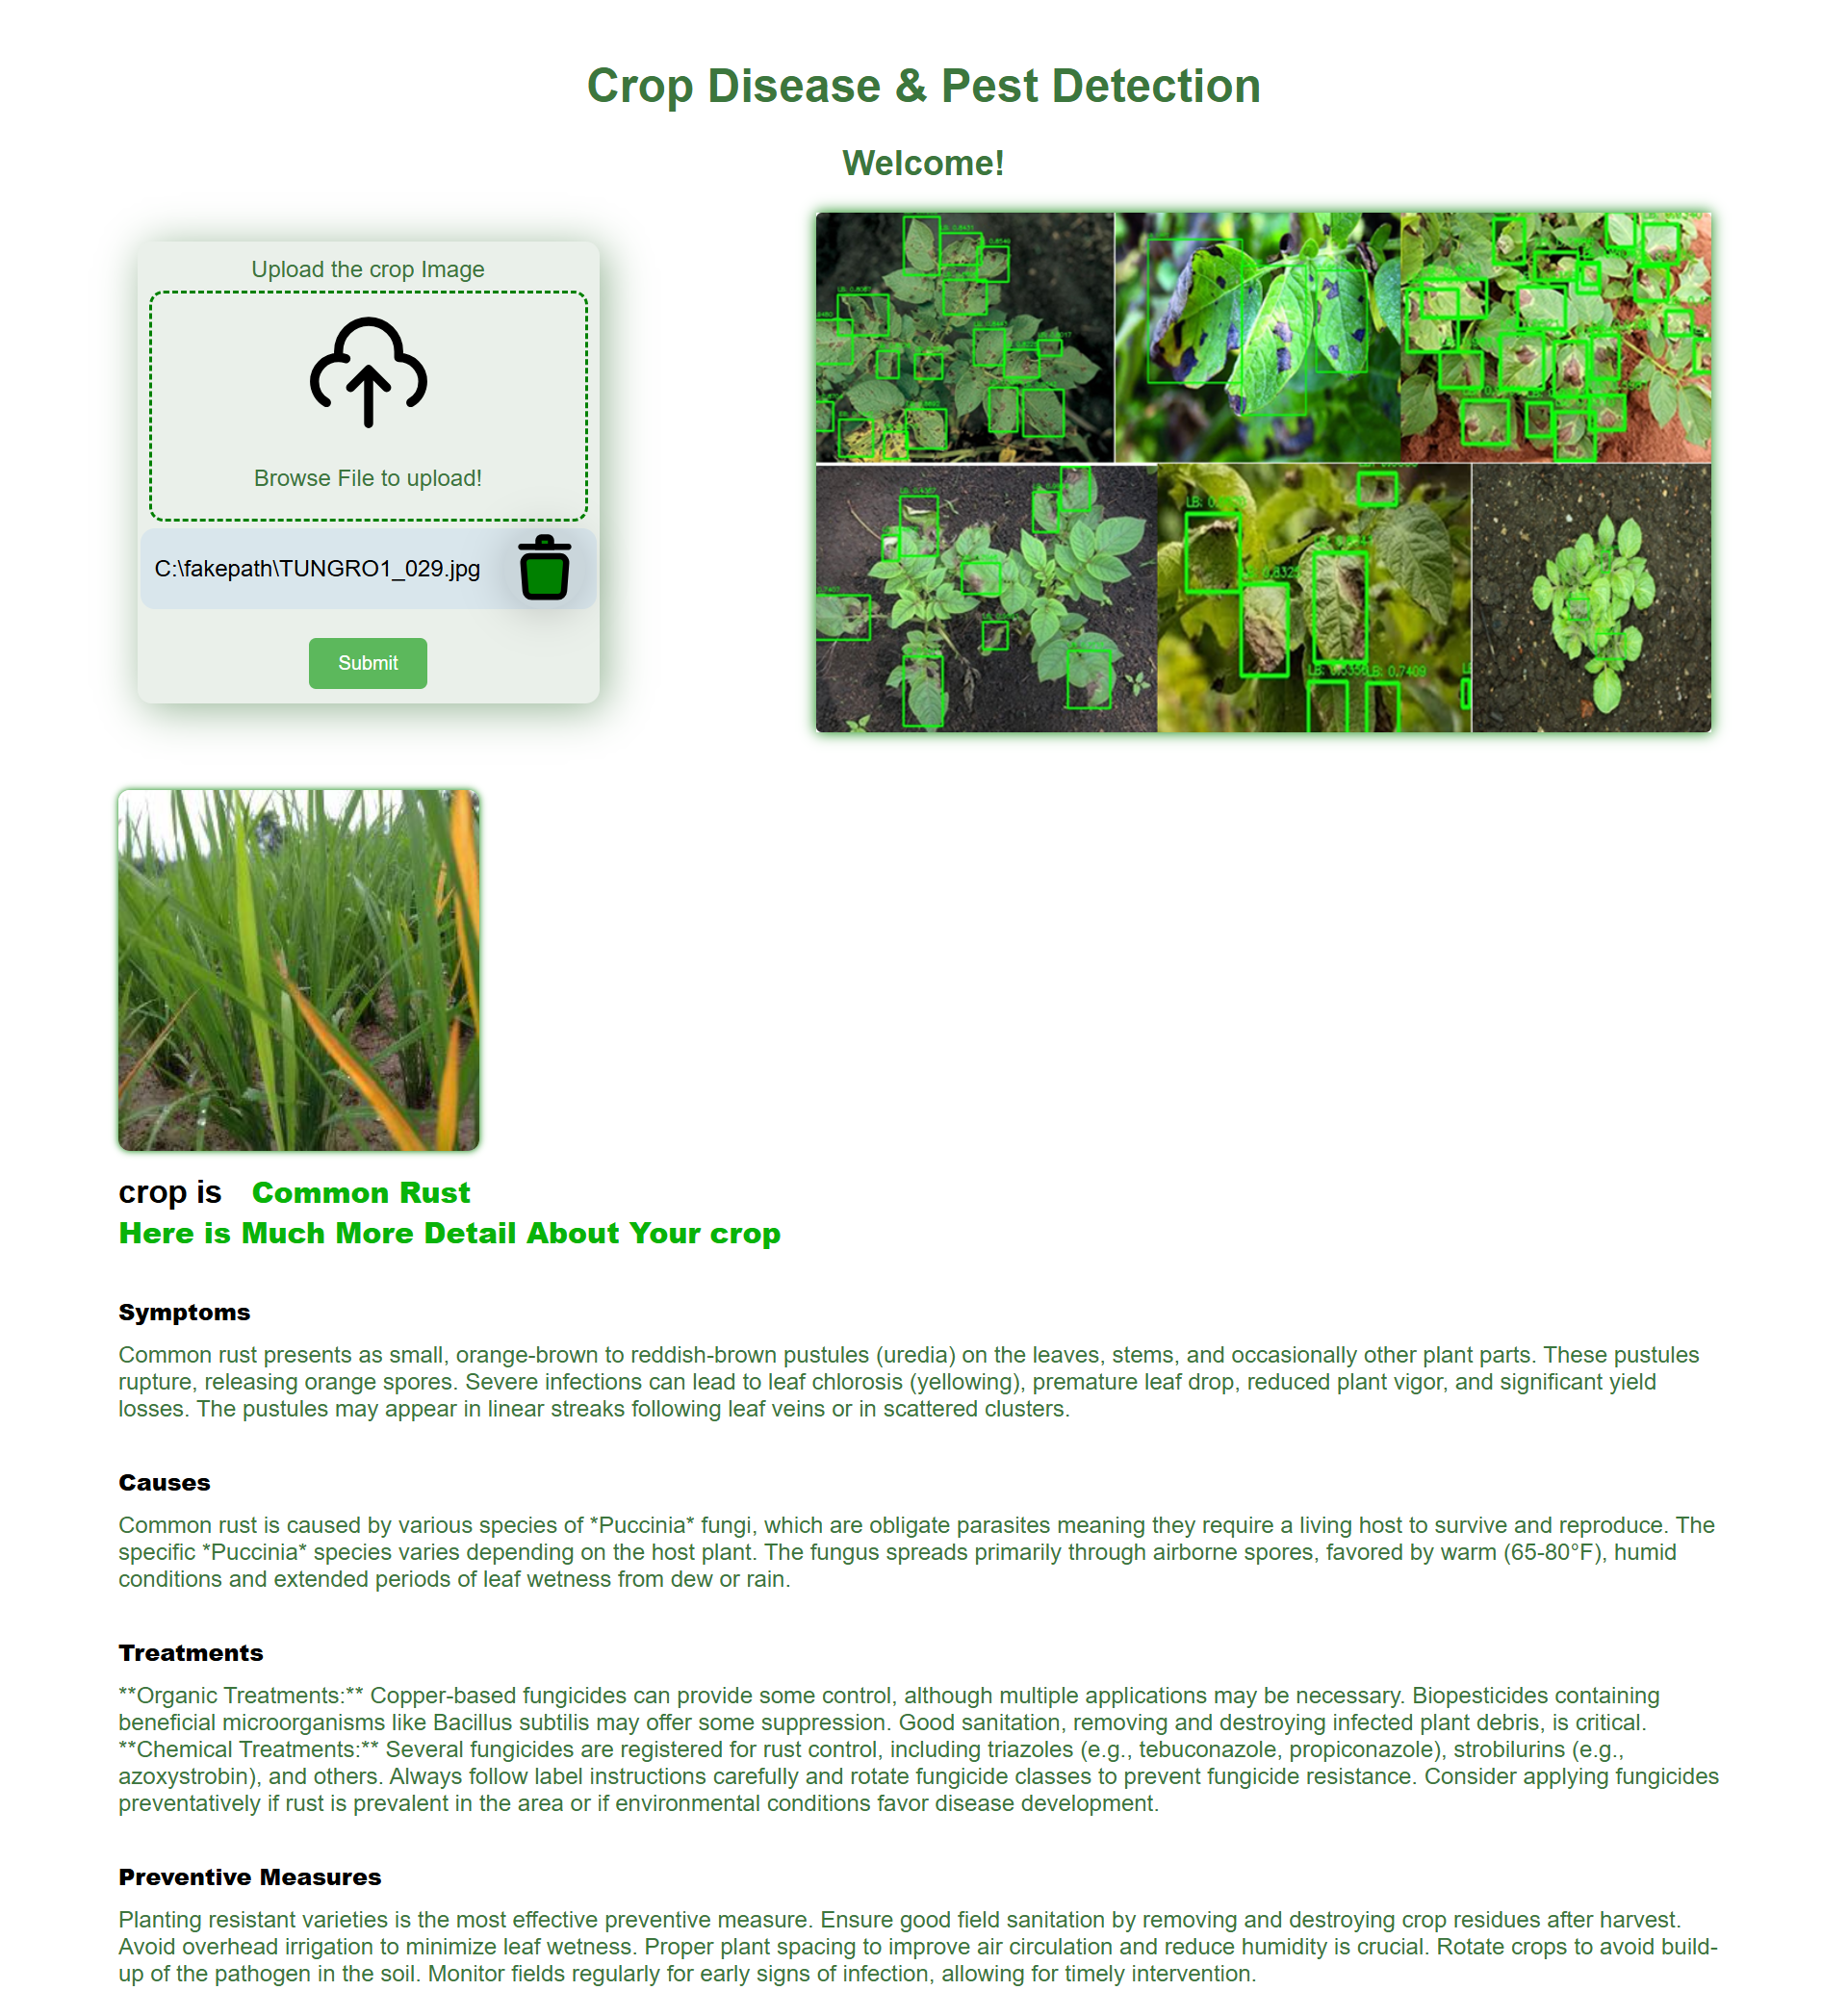 Crop Disease & Pest Detection
Welcome!
Upload the crop Image
Browse File to upload!
C:\fakepath\TUNGRO1_029.jpg
Submit
LB: 0.7409
crop is Common Rust
Here is Much More Detail About Your crop
Symptoms
Common rust presents as small, orange-brown to reddish-brown pustules (uredia) on the leaves, stems, and occasionally other plant parts. These pustules
rupture, releasing orange spores. Severe infections can lead to leaf chlorosis (yellowing), premature leaf drop, reduced plant vigor, and significant yield
losses. The pustules may appear in linear streaks following leaf veins or in scattered clusters.
Causes
Common rust is caused by various species of *Puccinia* fungi, which are obligate parasites meaning they require a living host to survive and reproduce. The
specific *Puccinia* species varies depending on the host plant. The fungus spreads primarily through airborne spores, favored by warm (65-80°F), humid
conditions and extended periods of leaf wetness from dew or rain.
Treatments
**Organic Treatments:** Copper-based fungicides can provide some control, although multiple applications may be necessary. Biopesticides containing
beneficial microorganisms like Bacillus subtilis may offer some suppression. Good sanitation, removing and destroying infected plant debris, is critical.
**Chemical Treatments:** Several fungicides are registered for rust control, including triazoles (e.g., tebuconazole, propiconazole), strobilurins (e.g.,
azoxystrobin), and others. Always follow label instructions carefully and rotate fungicide classes to prevent fungicide resistance. Consider applying fungicides
preventatively if rust is prevalent in the area or if environmental conditions favor disease development.
Preventive Measures
Planting resistant varieties is the most effective preventive measure. Ensure good field sanitation by removing and destroying crop residues after harvest.
Avoid overhead irrigation to minimize leaf wetness. Proper plant spacing to improve air circulation and reduce humidity is crucial. Rotate crops to avoid build-
up of the pathogen in the soil. Monitor fields regularly for early signs of infection, allowing for timely intervention.